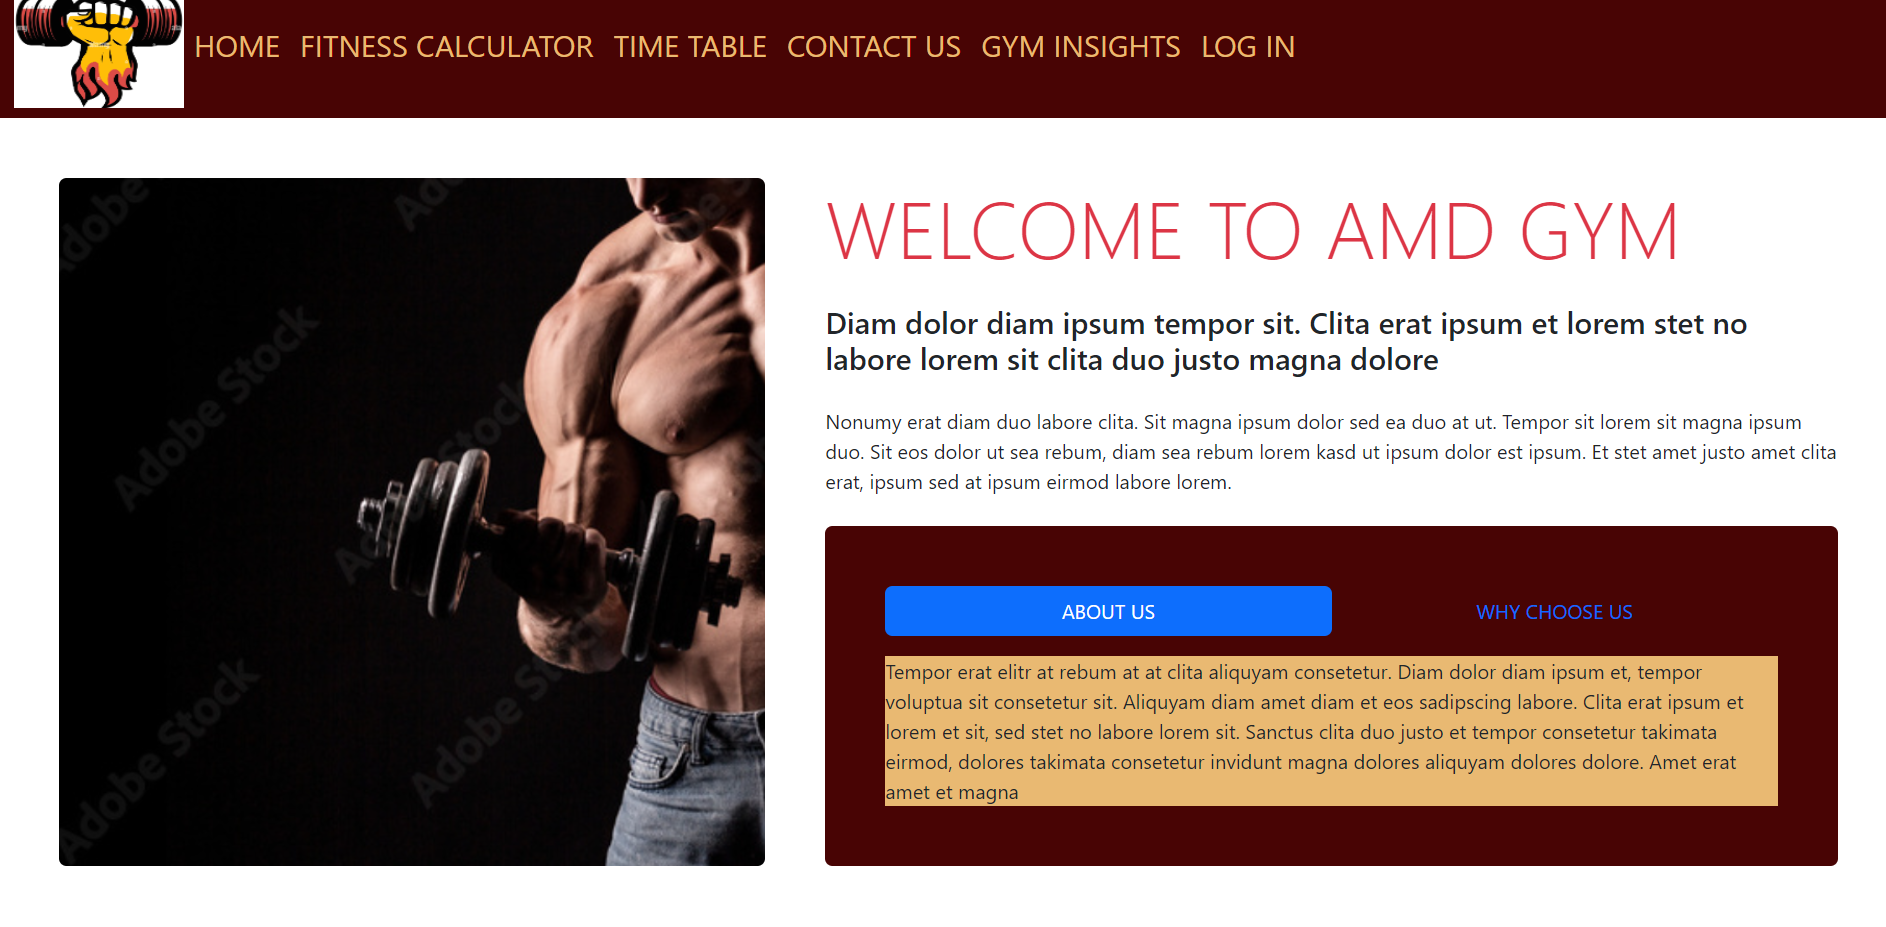 HOME FITNESS CALCULATOR TIME TABLE CONTACT US GYM INSIGHTS LOG IN
Adobe Stock
Adobe Stock
Adobe Stock
Adobe Stock
WELCOME TO AMD GYM
Diam dolor diam ipsum tempor sit. Clita erat ipsum et lorem stet no
labore lorem sit clita duo justo magna dolore
Nonumy erat diam duo labore clita. Sit magna ipsum dolor sed ea duo at ut. Tempor sit lorem sit magna ipsum
duo. Sit eos dolor ut sea rebum, diam sea rebum lorem kasd ut ipsum dolor est ipsum. Et stet amet justo amet clita
erat, ipsum sed at ipsum eirmod labore lorem.
ABOUT US
WHY CHOOSE US
Tempor erat elitr at rebum at at clita aliquyam consetetur. Diam dolor diam ipsum et, tempor
voluptua sit consetetur sit. Aliquyam diam amet diam et eos sadipscing labore. Clita erat ipsum et
lorem et sit, sed stet no labore lorem sit. Sanctus clita duo justo et tempor consetetur takimata
eirmod, dolores takimata consetetur invidunt magna dolores aliquyam dolores dolore. Amet erat
amet et magna